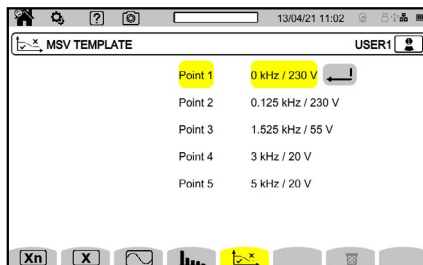 13/04/21 11:02
MSV TEMPLATE USER1
Point 1 0 kHz / 230 V
Point 2 0.125 kHz / 230 V
Point 3 1.525 kHz / 55 V
Point 4 3 kHz / 20 V
Point 5 5 kHz / 20 V
Xn X